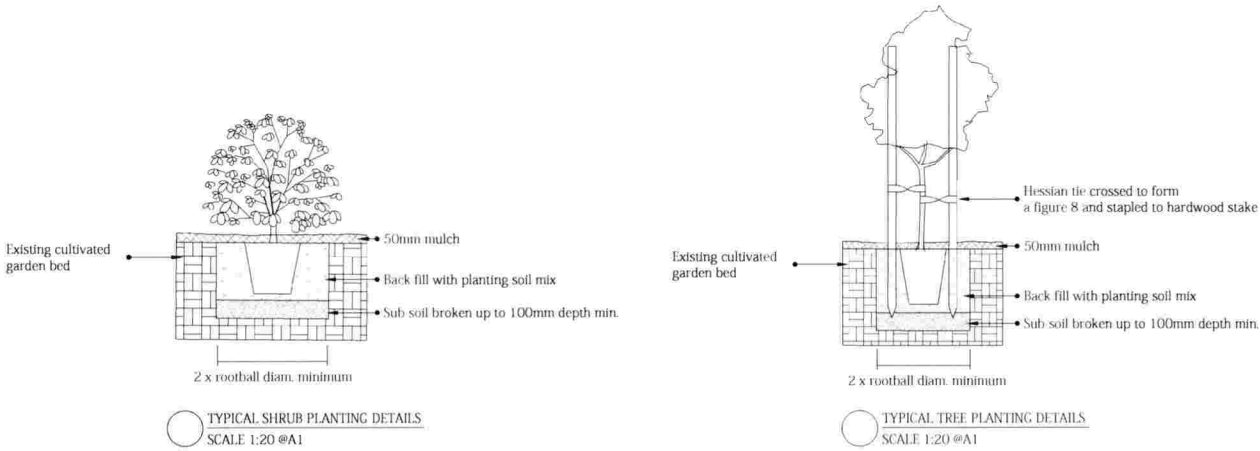 Existing cultivated
garden bed
50mm mulch
Back fill with planting soil mix
Sub soil broken up to 100mm depth min.
2 x rootball diam. minimum
TYPICAL SHRUB PLANTING DETAILS
SCALE 1:20 @A1
Hessian tie crossed to form
a figure 8 and stapled to hardwood stake
Existing cultivated
garden bed
50mm mulch
Back fill with planting soil mix
Sub soil broken up to 100mm depth min.
2 x rootball diam. minimum
TYPICAL TREE PLANTING DETAILS
SCALE 1:20 @A1